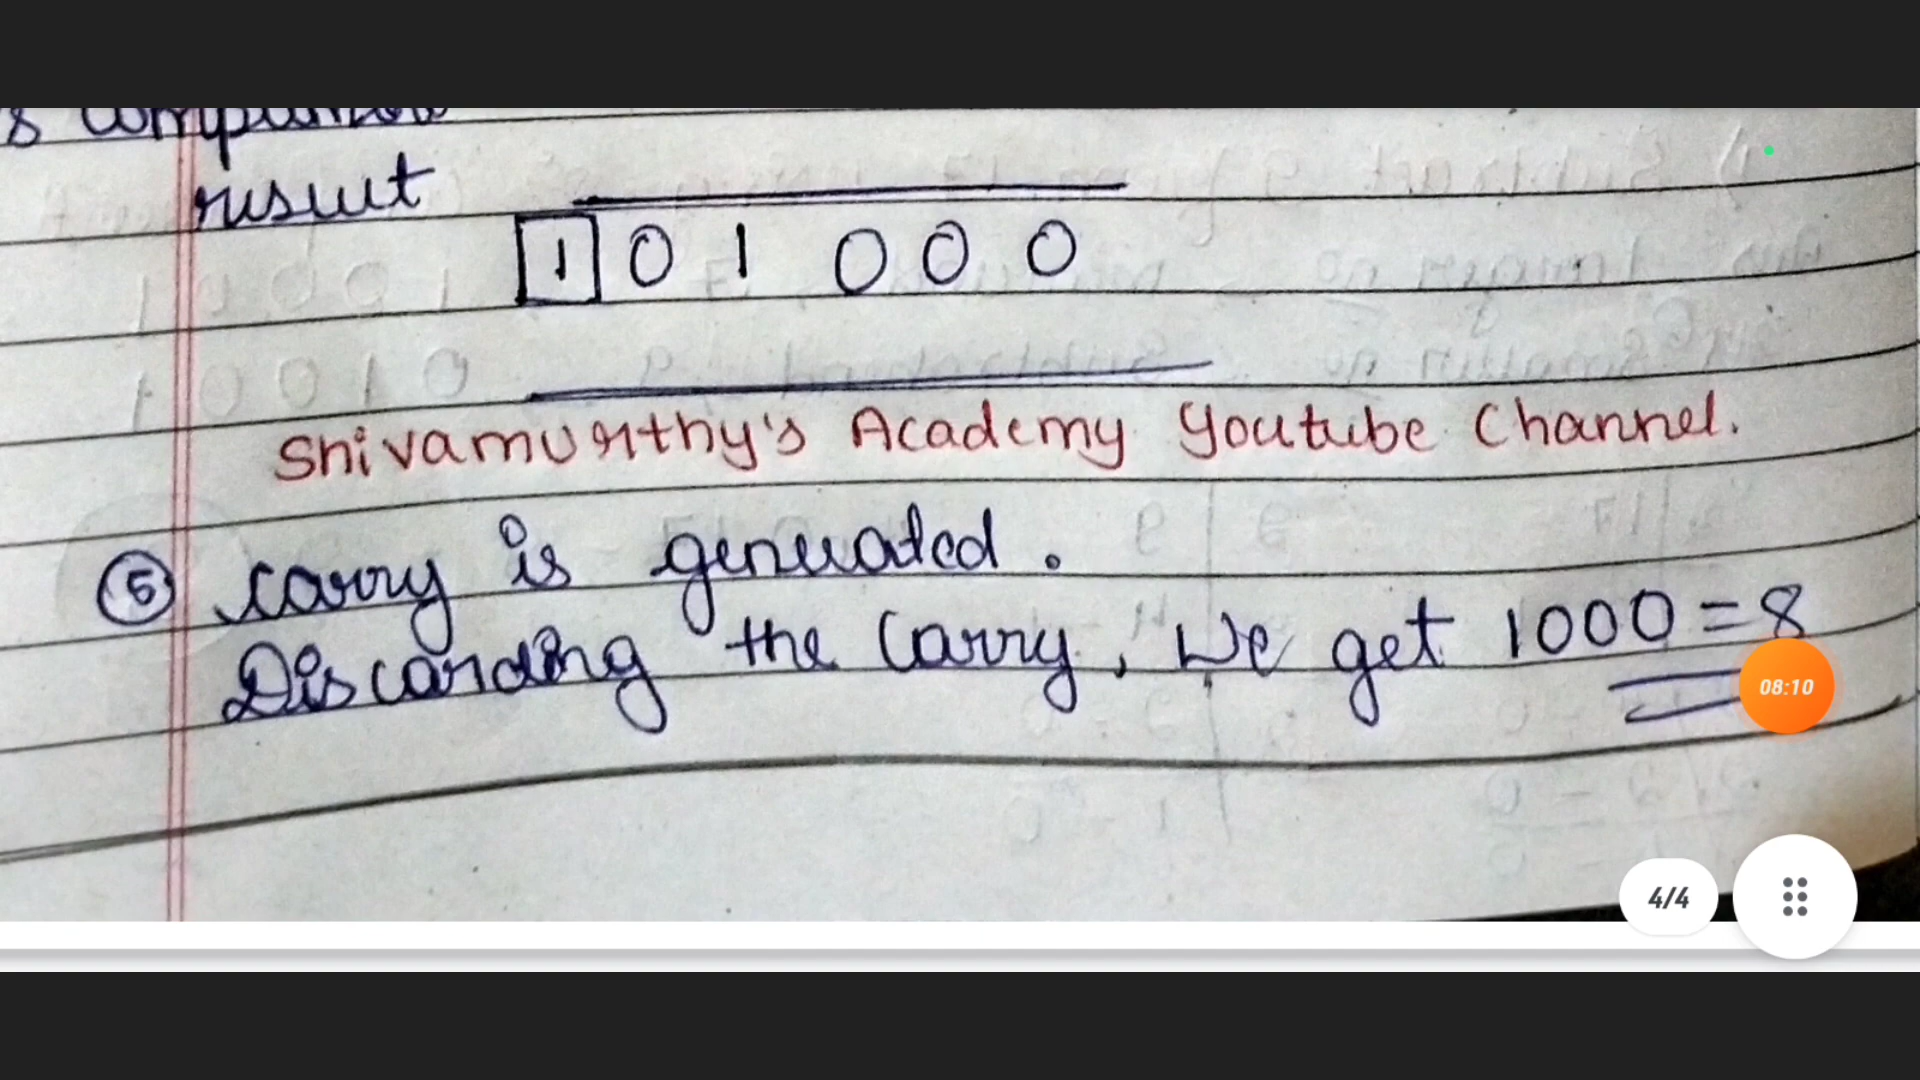 result
1 0 1 0 0 0
Shivamurthy's Academy Youtube Channel.
5 carry is generated.
Discarding the carry, we get 1000 = 8
08:10
4/4